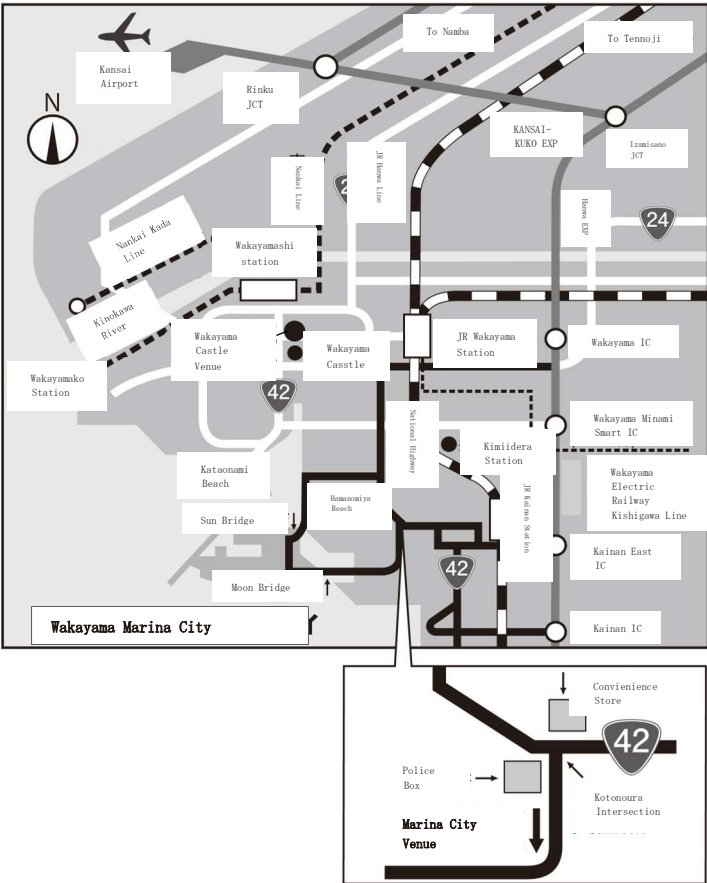 To Namba
To Tennoji
Kansai
Airport
Rinku
JCT
N
KANSAI-
KUKO EXP
Izumisano
JCT
Nankai Line
JR Hanwa Line
Hanwa EXP
24
Nankai Kada
Line
Wakayamashi
station
Kinokawa
River
Wakayama
Castle
Venue
Wakayama
Casstle
JR Wakayama
Station
Wakayama IC
Wakayamako
Station
42
National Highway
Kimiidera
Station
Wakayama Minami
Smart IC
Kataonami
Beach
Hamanomiya
Beach
JR Kainan Station
Wakayama
Electric
Railway
Kishigawa Line
Sun Bridge
Moon Bridge
42
Kainan East
IC
Wakayama Marina City
Kainan IC
Convienience
Store
42
Police
Box
Kotonoura
Intersection
Marina City
Venue